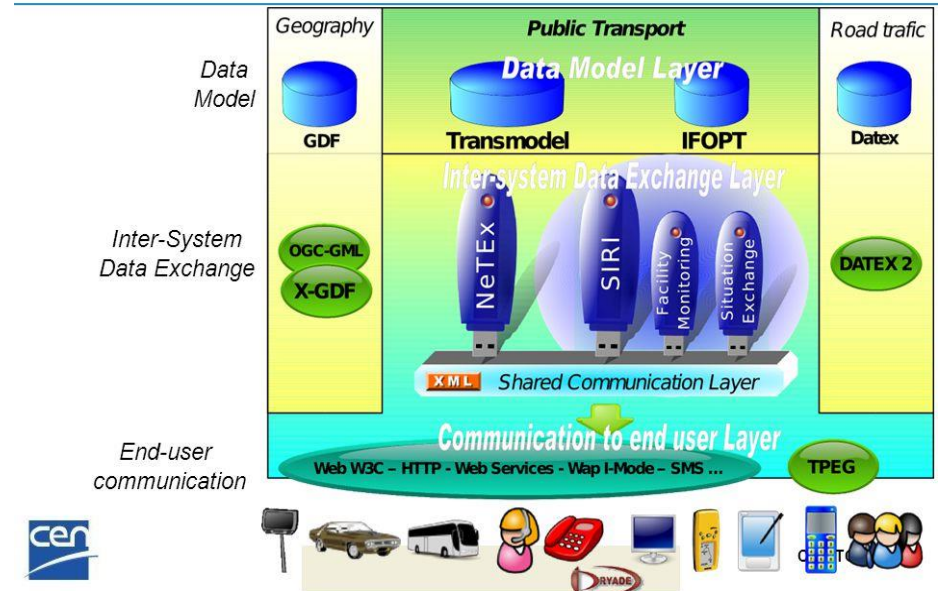 Geography
Public Transport
Road trafic
Data
Model
Data Model Layer
GDF
Transmodel
IFOPT
Datex
Inter-system Data Exchange Layer
Inter-System
Data Exchange
OGC-GML
X-GDF
NeTEx
SIRI
Facility
Monitoring
Situation
Exchange
DATEX 2
XML Shared Communication Layer
Communication to end user Layer
End-user
communication
Web W3C – HTTP - Web Services - Wap I-Mode – SMS ...
TPEG
cen
DRYADE